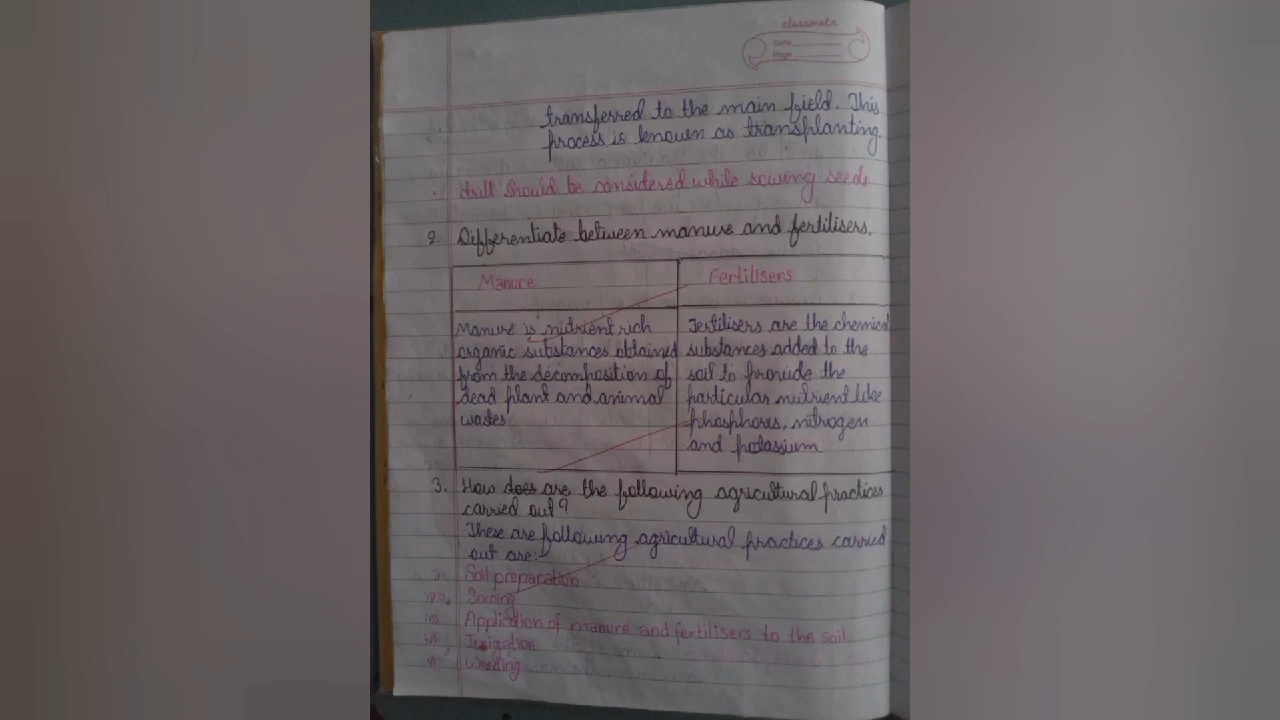 classmate
Date
Page
transferred to the main field. This
process is known as transplanting.
drill should be considered while sowing seeds.
2. Differentiate between manure and fertilisers.
Manure
Fertilisers
Manure is nutrient rich
organic substances obtained
from the decomposition of
dead plant and animal
wastes
Fertilisers are the chemical
substances added to the
soil to provide the
particular nutrient like
phosphorus, nitrogen
and potassium
3. How does are the following agricultural practices
carried out?
These are following agricultural practices carried
out are:-
Soil preparation
Sowing
Application of manure and fertilisers to the soil.
Irrigation
Weeding